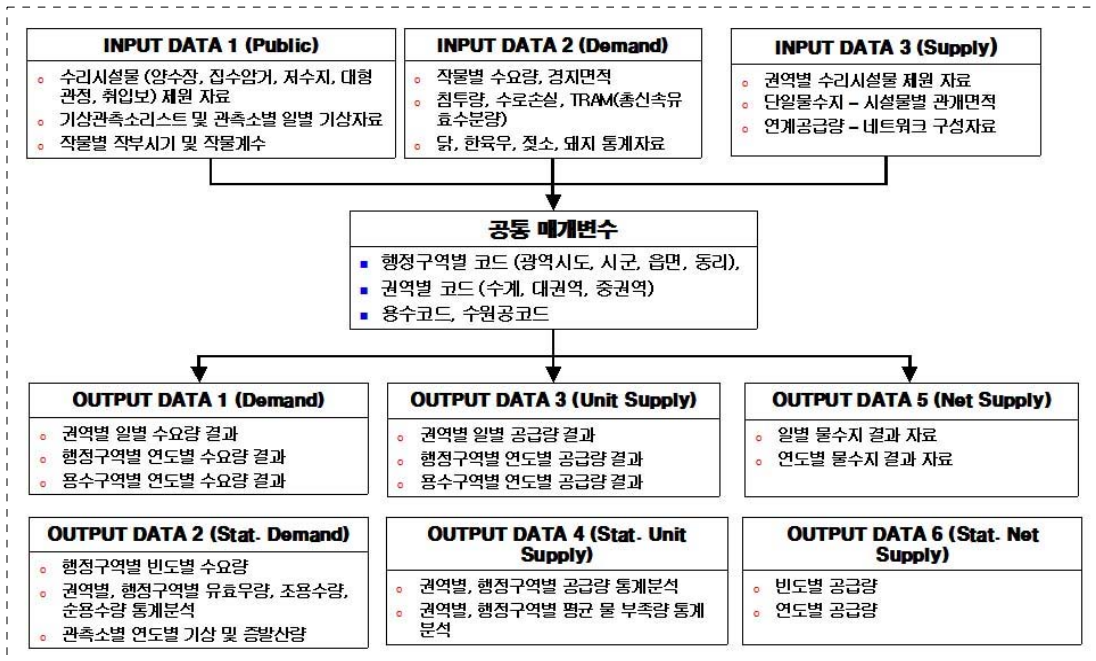 INPUT DATA 1 (Public)
수리시설물 (양수장, 집수암거, 저수지, 대형
관정, 취입보) 제원 자료
기상관측소리스트 및 관측소별 일별 기상자료
작물별 작부시기 및 작물계수
INPUT DATA 2 (Demand)
작물별 수요량, 경지면적
침투량, 수로손실, TRAM(총신속유
효수분량)
닭, 한육우, 젖소, 돼지 통계자료
INPUT DATA 3 (Supply)
권역별 수리시설물 제원 자료
단일물수지 – 시설물별 관개면적
연계공급량 – 네트워크 구성자료
공통 매개변수
행정구역별 코드 (광역시도, 시군, 읍면, 동리),
권역별 코드 (수계, 대권역, 중권역)
용수코드, 수원공코드
OUTPUT DATA 1 (Demand)
권역별 일별 수요량 결과
행정구역별 연도별 수요량 결과
용수구역별 연도별 수요량 결과
OUTPUT DATA 3 (Unit Supply)
권역별 일별 공급량 결과
행정구역별 연도별 공급량 결과
용수구역별 연도별 공급량 결과
OUTPUT DATA 5 (Net Supply)
일별 물수지 결과 자료
연도별 물수지 결과 자료
OUTPUT DATA 2 (Stat. Demand)
행정구역별 빈도별 수요량
권역별, 행정구역별 유효우량, 조용수량,
순용수량 통계분석
관측소별 연도별 기상 및 증발산량
OUTPUT DATA 4 (Stat. Unit
Supply)
권역별, 행정구역별 공급량 통계분석
권역별, 행정구역별 평균 물 부족량 통계
분석
OUTPUT DATA 6 (Stat. Net
Supply)
빈도별 공급량
연도별 공급량